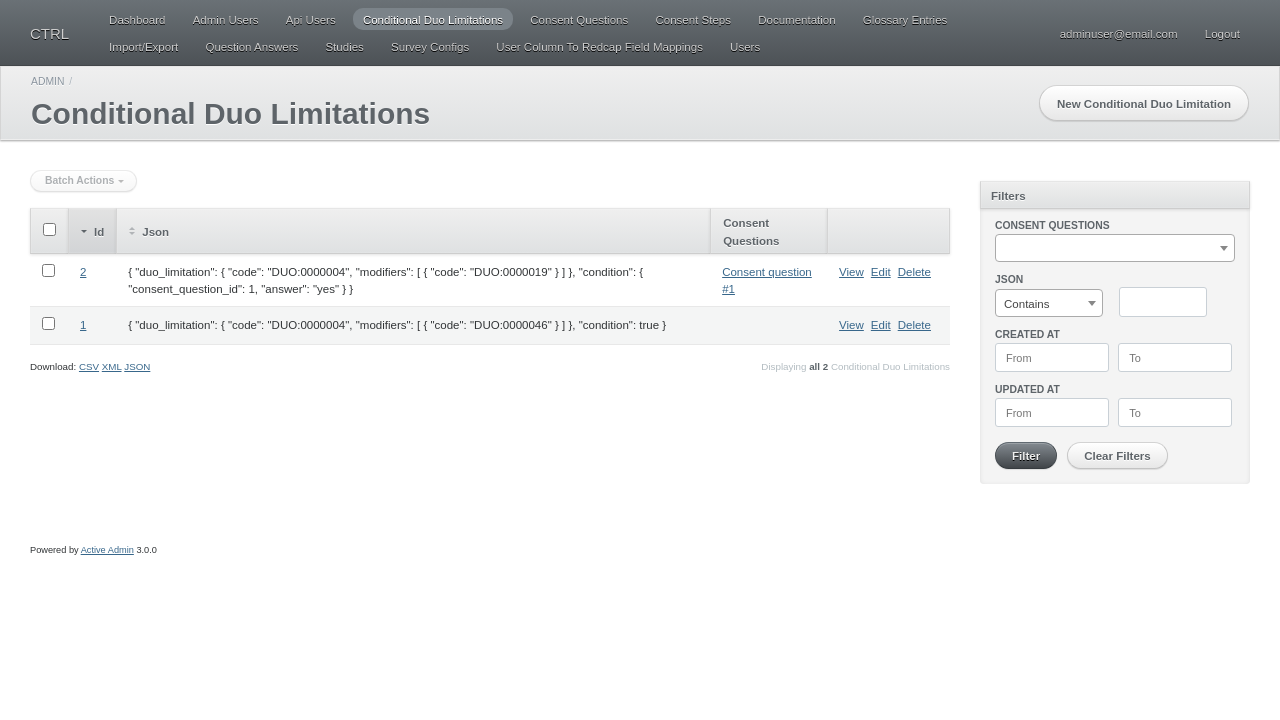 CTRL
Dashboard Admin Users Api Users Conditional Duo Limitations Consent Questions Consent Steps Documentation Glossary Entries
Import/Export Question Answers Studies Survey Configs User Column To Redcap Field Mappings Users
adminuser@email.com Logout
ADMIN /
Conditional Duo Limitations
New Conditional Duo Limitation
Batch Actions
Id Json Consent Questions
2 { "duo_limitation": { "code": "DUO:0000004", "modifiers": [ { "code": "DUO:0000019" } ] }, "condition": {
"consent_question_id": 1, "answer": "yes" } }
Consent question
#1
View Edit Delete
1 { "duo_limitation": { "code": "DUO:0000004", "modifiers": [ { "code": "DUO:0000046" } ] }, "condition": true }
View Edit Delete
Download: CSV XML JSON
Displaying all 2 Conditional Duo Limitations
Filters
CONSENT QUESTIONS
JSON
Contains
CREATED AT
From To
UPDATED AT
From To
Filter Clear Filters
Powered by Active Admin 3.0.0